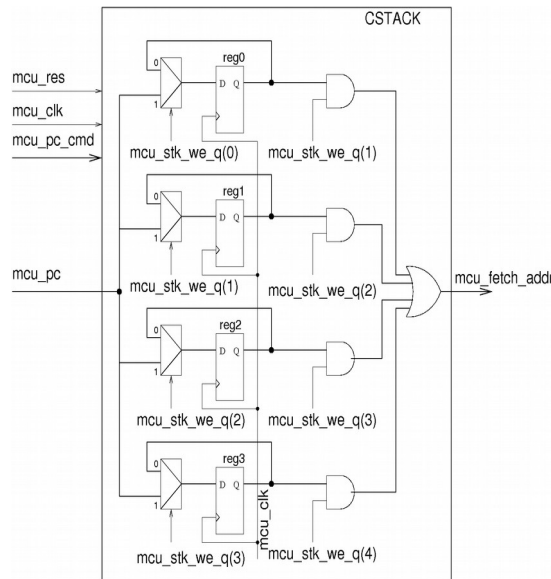 CSTACK
mcu_res
mcu_clk
mcu_pc_cmd
mcu_pc
reg0
0
1
D Q
mcu_stk_we_q(0)
mcu_stk_we_q(1)
reg1
0
1
D Q
mcu_stk_we_q(1)
mcu_stk_we_q(2)
mcu_fetch_addr
reg2
0
1
D Q
mcu_stk_we_q(2)
mcu_stk_we_q(3)
reg3
0
1
D Q
mcu_clk
mcu_stk_we_q(3)
mcu_stk_we_q(4)